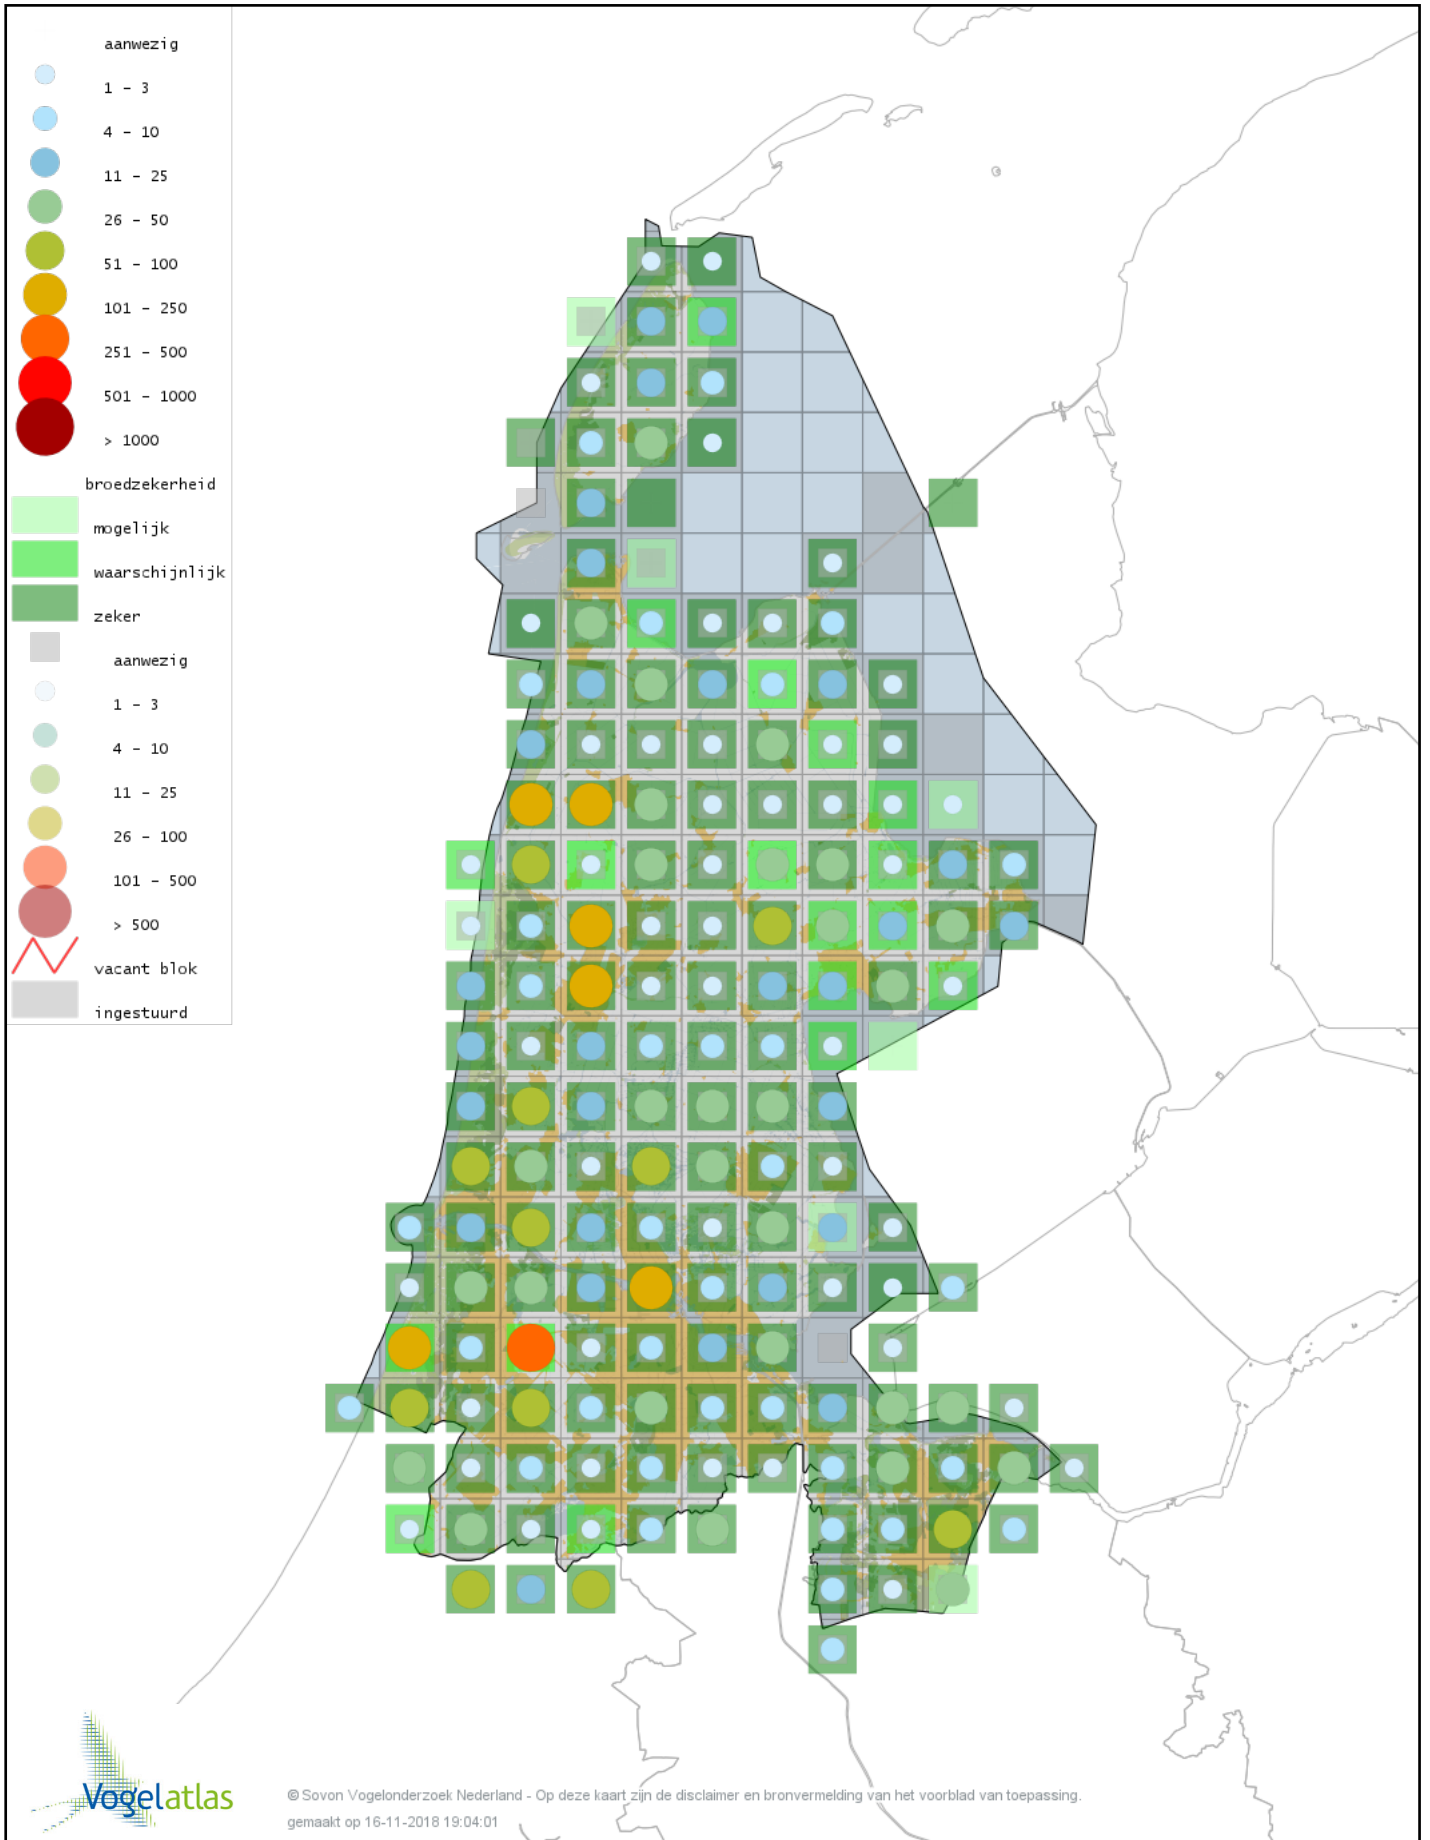 aanwezig
1 - 3
4 - 10
11 - 25
26 - 50
51 - 100
101 - 250
251 - 500
501 - 1000
> 1000
broedzekerheid
mogelijk
waarschijnlijk
zeker
aanwezig
1 - 3
4 - 10
11 - 25
26 - 100
101 - 500
> 500
vacant blok
ingestuurd
Vogelatlas
© Sovon Vogelonderzoek Nederland - Op deze kaart zijn de disclaimer en bronvermelding van het voorblad van toepassing.
gemaakt op 16-11-2018 19:04:01